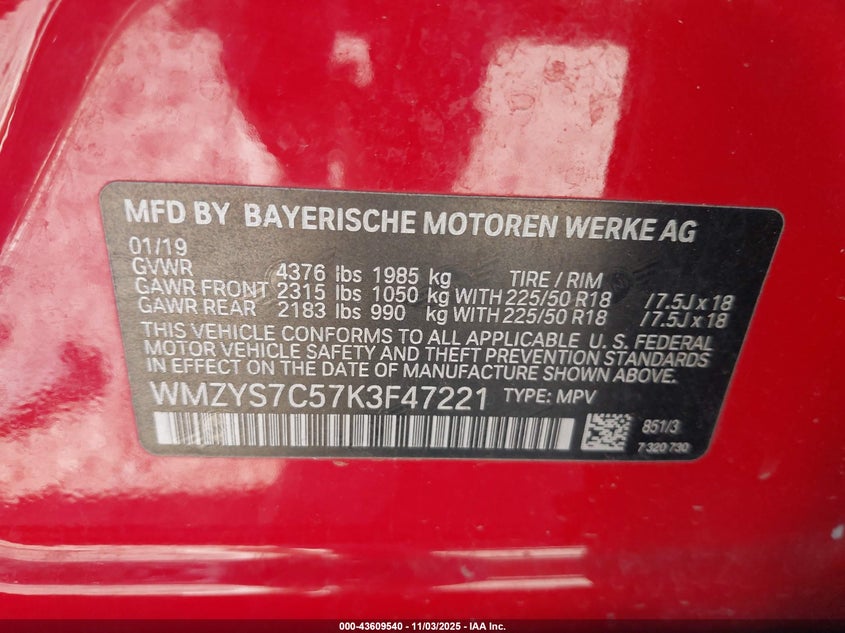 MFD BY BAYERISCHE MOTOREN WERKE AG
01/19
GVWR 4376 lbs 1985 kg TIRE / RIM
GAWR FRONT 2315 lbs 1050 kg WITH 225/50 R18 /7.5J x 18
GAWR REAR 2183 lbs 990 kg WITH 225/50 R18 /7.5J x 18
THIS VEHICLE CONFORMS TO ALL APPLICABLE U. S. FEDERAL
MOTOR VEHICLE SAFETY AND THEFT PREVENTION STANDARDS
IN EFFECT ON DATE OF MANUFACTURE SHOWN ABOVE.
WMZYS7C57K3F47221 TYPE: MPV
851/3
7 320 730
000-43609540 - 11/03/2025 - IAA Inc.